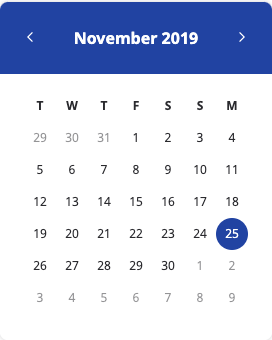 November 2019
T W T F S S M
29 30 31 1 2 3 4
5 6 7 8 9 10 11
12 13 14 15 16 17 18
19 20 21 22 23 24 25
26 27 28 29 30 1 2
3 4 5 6 7 8 9